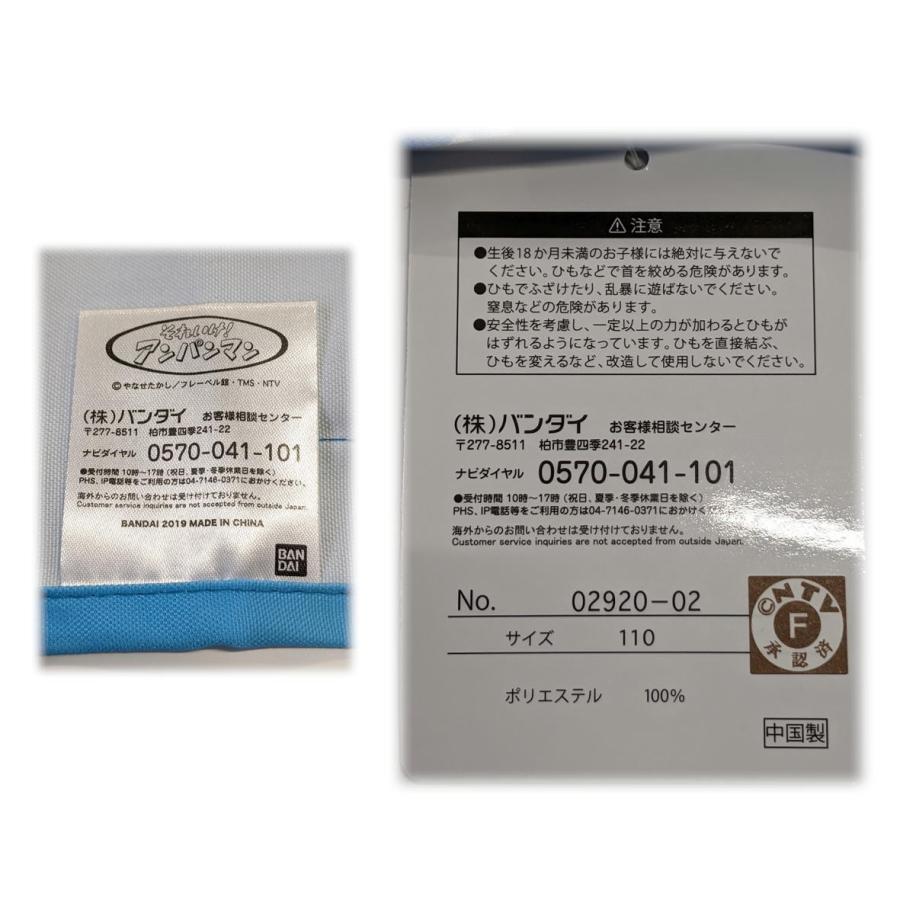 それいけ!
アンパンマン
©やなせたかし／フレーベル館・TMS・NTV
(株)バンダイ お客様相談センター
〒277-8511 柏市豊四季241-22
ナビダイヤル 0570-041-101
●受付時間 10時～17時(祝日、夏季・冬季休業日を除く)
PHS、IP電話等をご利用の方は04-7146-0371におかけください。
海外からのお問い合わせは受け付けておりません。
Customer service inquiries are not accepted from outside Japan.
BANDAI 2019 MADE IN CHINA
BAN
DAI
⚠注意
●生後18か月未満のお子様には絶対に与えないで
ください。ひもなどで首を絞める危険があります。
●ひもでふざけたり、乱暴に遊ばないでください。
窒息などの危険があります。
●安全性を考慮し、一定以上の力が加わるとひもが
はずれるようになっています。ひもを直接結ぶ、
ひもを変えるなど、改造して使用しないでください。
(株)バンダイ お客様相談センター
〒277-8511 柏市豊四季241-22
ナビダイヤル 0570-041-101
●受付時間 10時～17時(祝日、夏季・冬季休業日を除く)
PHS、IP電話等をご利用の方は04-7146-0371におかけくだ
海外からのお問い合わせは受け付けておりません。
Customer service inquiries are not accepted from outside Japan.
No. 02920-02
サイズ 110
ポリエステル 100%
©NTV
F
承認済
中国製